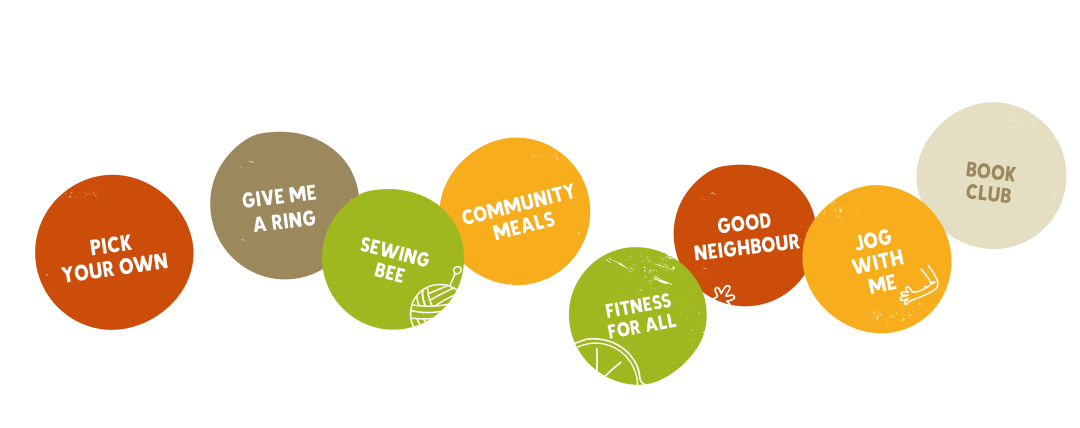 PICK
YOUR OWN
GIVE ME
A RING
SEWING
BEE
COMMUNITY
MEALS
FITNESS
FOR ALL
GOOD
NEIGHBOUR
JOG
WITH
ME
BOOK
CLUB